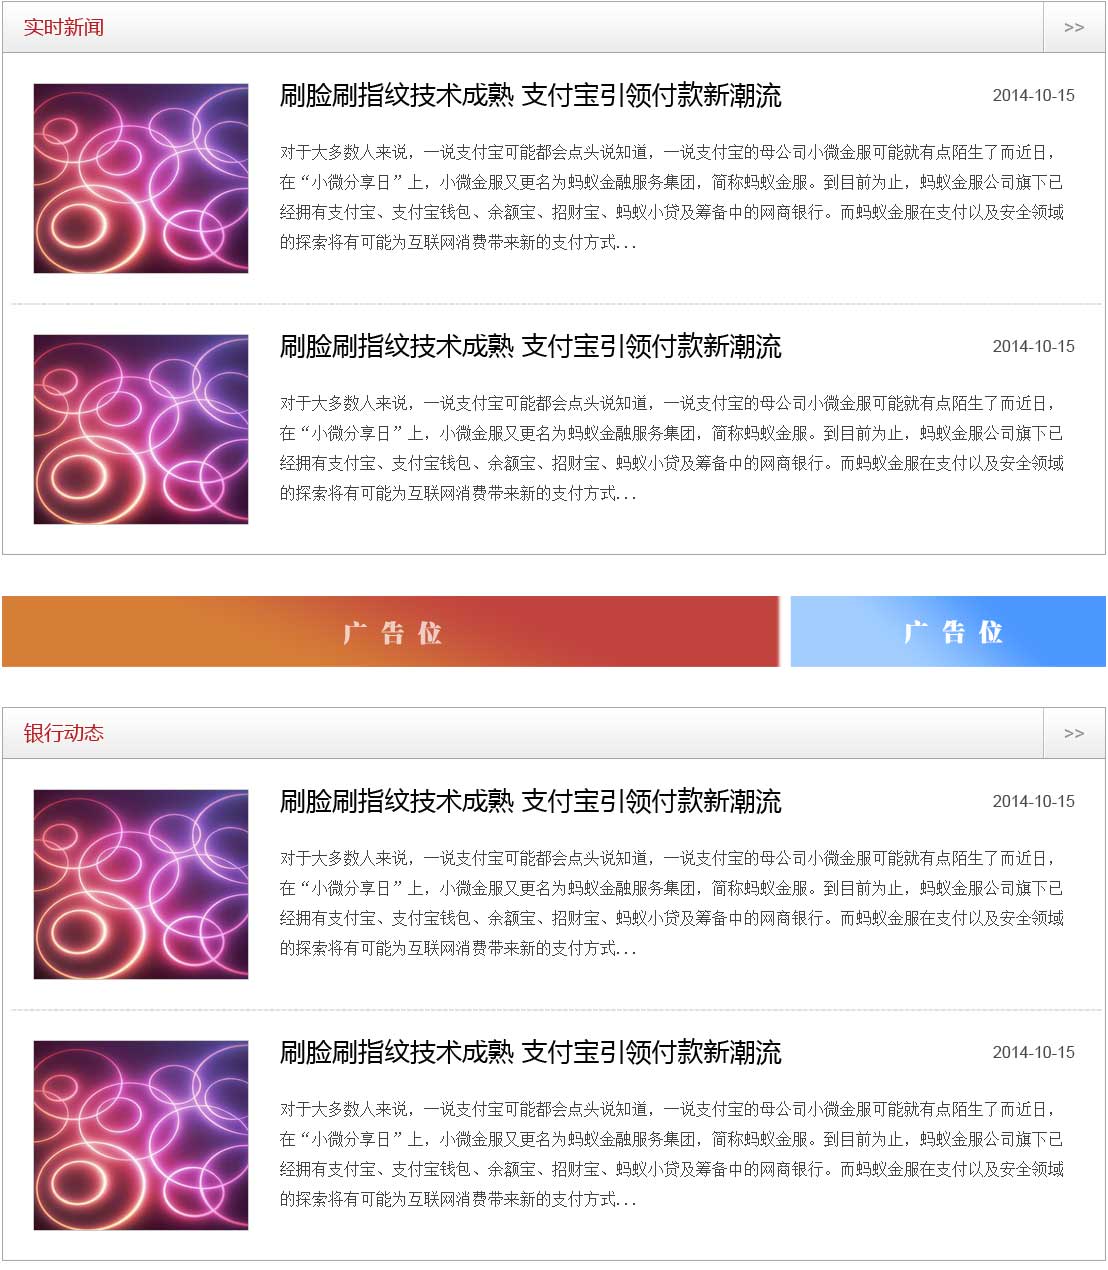 实时新闻
>>
刷脸刷指纹技术成熟 支付宝引领付款新潮流
2014-10-15
对于大多数人来说，一说支付宝可能都会点头说知道，一说支付宝的母公司小微金服可能就有点陌生了而近日，
在“小微分享日”上，小微金服又更名为蚂蚁金融服务集团，简称蚂蚁金服。到目前为止，蚂蚁金服公司旗下已
经拥有支付宝、支付宝钱包、余额宝、招财宝、蚂蚁小贷及筹备中的网商银行。而蚂蚁金服在支付以及安全领域
的探索将有可能为互联网消费带来新的支付方式...
刷脸刷指纹技术成熟 支付宝引领付款新潮流
2014-10-15
对于大多数人来说，一说支付宝可能都会点头说知道，一说支付宝的母公司小微金服可能就有点陌生了而近日，
在“小微分享日”上，小微金服又更名为蚂蚁金融服务集团，简称蚂蚁金服。到目前为止，蚂蚁金服公司旗下已
经拥有支付宝、支付宝钱包、余额宝、招财宝、蚂蚁小贷及筹备中的网商银行。而蚂蚁金服在支付以及安全领域
的探索将有可能为互联网消费带来新的支付方式...
广告位
广告位
银行动态
>>
刷脸刷指纹技术成熟 支付宝引领付款新潮流
2014-10-15
对于大多数人来说，一说支付宝可能都会点头说知道，一说支付宝的母公司小微金服可能就有点陌生了而近日，
在“小微分享日”上，小微金服又更名为蚂蚁金融服务集团，简称蚂蚁金服。到目前为止，蚂蚁金服公司旗下已
经拥有支付宝、支付宝钱包、余额宝、招财宝、蚂蚁小贷及筹备中的网商银行。而蚂蚁金服在支付以及安全领域
的探索将有可能为互联网消费带来新的支付方式...
刷脸刷指纹技术成熟 支付宝引领付款新潮流
2014-10-15
对于大多数人来说，一说支付宝可能都会点头说知道，一说支付宝的母公司小微金服可能就有点陌生了而近日，
在“小微分享日”上，小微金服又更名为蚂蚁金融服务集团，简称蚂蚁金服。到目前为止，蚂蚁金服公司旗下已
经拥有支付宝、支付宝钱包、余额宝、招财宝、蚂蚁小贷及筹备中的网商银行。而蚂蚁金服在支付以及安全领域
的探索将有可能为互联网消费带来新的支付方式...